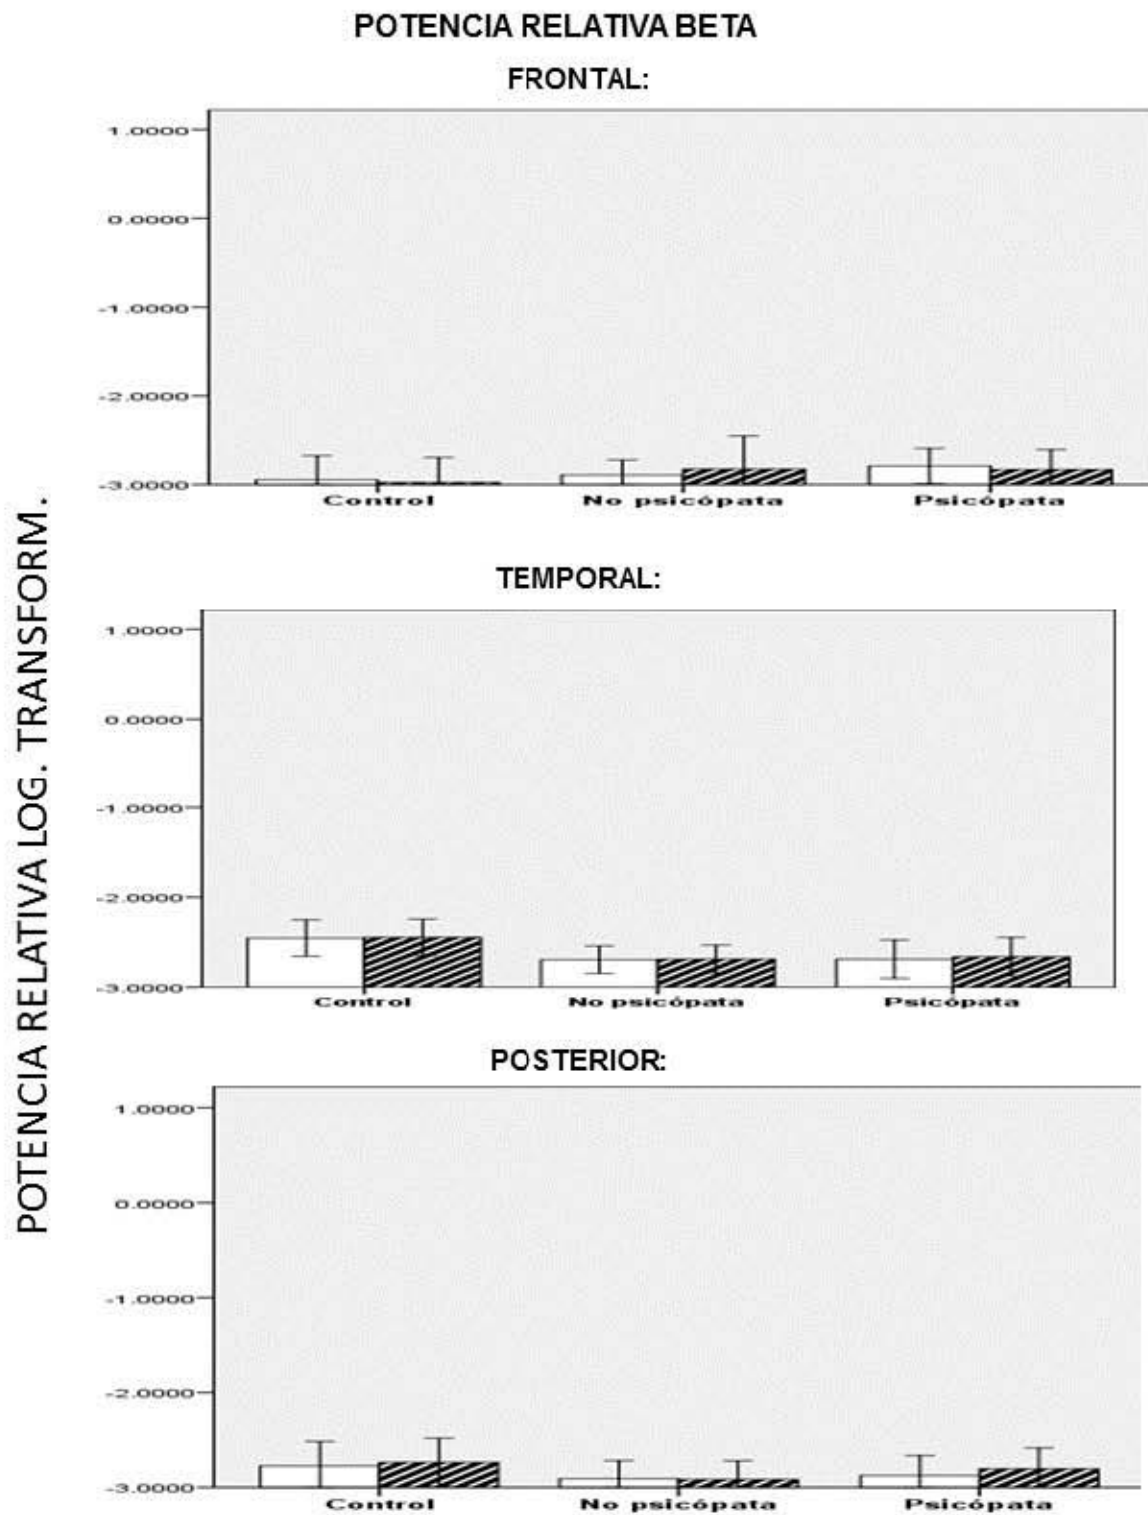 POTENCIA RELATIVA BETA
FRONTAL:
1.0000
0.0000
-1.0000
-2.0000
-3.0000
Control No psicópata Psicópata
POTENCIA RELATIVA LOG. TRANSFORM.
TEMPORAL:
1.0000
0.0000
-1.0000
-2.0000
-3.0000
Control No psicópata Psicópata
POSTERIOR:
1.0000
0.0000
-1.0000
-2.0000
-3.0000
Control No psicópata Psicópata